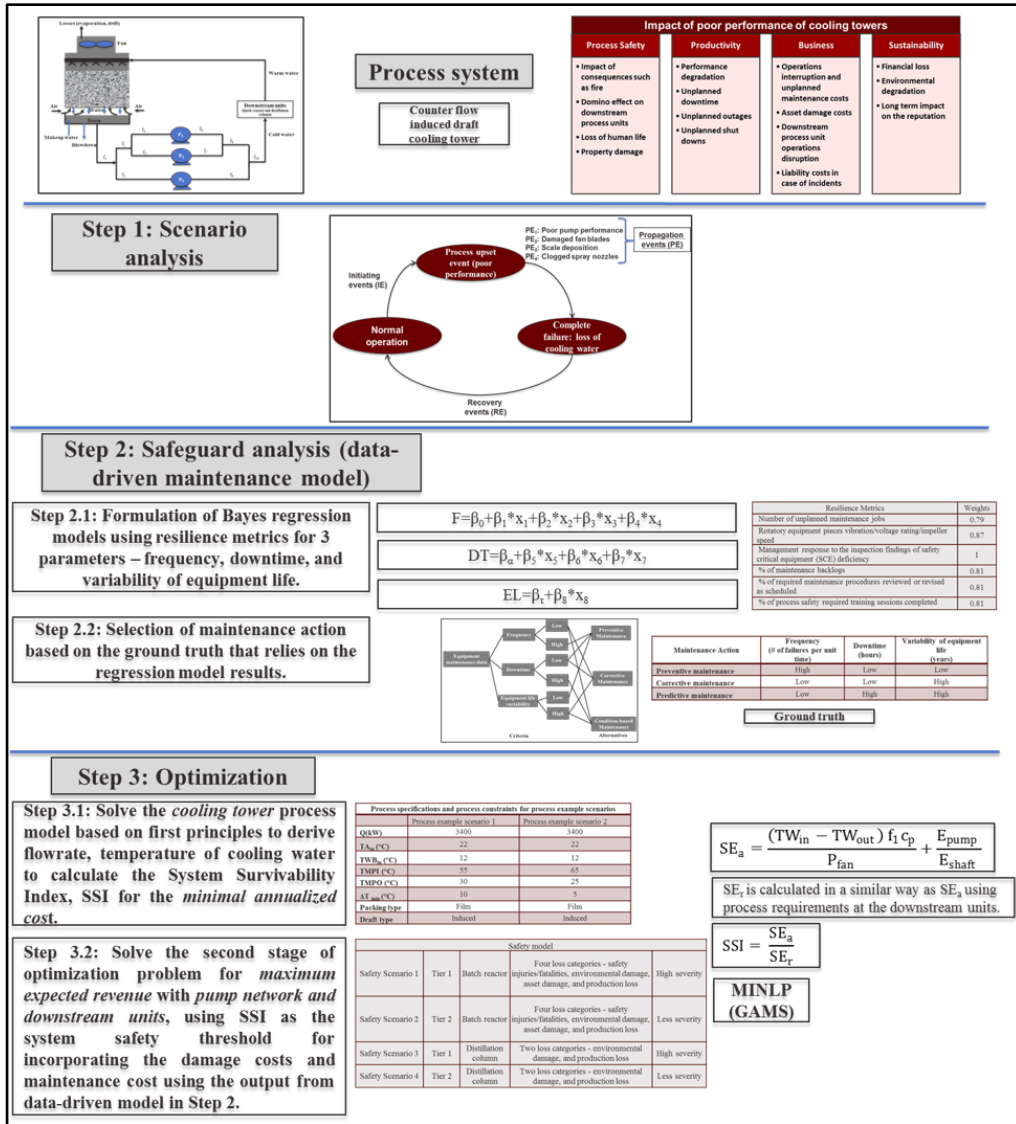 Losses (evaporation, drift)
Fan
Warm water
Air
Air
Downstream units
Cold water
Makeup water
Blowdown
Process system
Counter flow
induced draft
cooling tower
Impact of poor performance of cooling towers
Process Safety
• Impact of
consequences such
as fire
• Domino effect on
downstream
process units
• Loss of human life
• Property damage
Productivity
• Performance
degradation
• Unplanned
downtime
• Unplanned outages
• Unplanned shut
downs
Business
• Operations
interruption and
unplanned
maintenance costs
• Asset damage costs
• Downstream
process unit
operations
disruption
• Liability costs in
case of incidents
Sustainability
• Financial loss
• Environmental
degradation
• Long term impact
on the reputation
Step 1: Scenario
analysis
PE₁: Poor pump performance
PE₂: Damaged fan blades
PE₃: Scale deposition
PE₄: Clogged spray nozzles
Propagation
events (PE)
Process upset
event (poor
performance)
Initiating
events (IE)
Normal
operation
Complete
failure: loss of
cooling water
Recovery
events (RE)
Step 2: Safeguard analysis (data-
driven maintenance model)
Step 2.1: Formulation of Bayes regression
models using resilience metrics for 3
parameters – frequency, downtime, and
variability of equipment life.
F=β₀+β₁*x₁+β₂*x₂+β₃*x₃+β₄*x₄
DT=βα+β₅*x₅+β₆*x₆+β₇*x₇
EL=βτ+β₈*x₈
Resilience Metrics Weights
Number of unplanned maintenance jobs 0.79
Rotatory equipment pieces vibration/voltage rating/impeller
speed 0.87
Management response to the inspection findings of safety
critical equipment (SCE) deficiency 1
% of maintenance backlogs 0.81
% of required maintenance procedures reviewed or revised
as scheduled 0.81
% of process safety required training sessions completed 0.81
Step 2.2: Selection of maintenance action
based on the ground truth that relies on the
regression model results.
Equipment
maintenance data
Frequency
Downtime
Equipment life
variability
Low
High
Low
High
Low
High
Preventive
Maintenance
Corrective
Maintenance
Condition-based
Maintenance
Criteria
Alternatives
Maintenance Action Frequency
(# of failures per unit
time) Downtime
(hours) Variability of equipment
life
(years)
Preventive maintenance High Low Low
Corrective maintenance Low Low High
Predictive maintenance Low High High
Ground truth
Step 3: Optimization
Step 3.1: Solve the cooling tower process
model based on first principles to derive
flowrate, temperature of cooling water
to calculate the System Survivability
Index, SSI for the minimal annualized
cost.
Process specifications and process constraints for process example scenarios
Process example scenario 1 Process example scenario 2
Q(kW) 3400 3400
TAin (°C) 22 22
TWBin (°C) 12 12
TMPI (°C) 55 65
TMPO (°C) 30 25
ΔT min (°C) 10 5
Packing type Film Film
Draft type Induced Induced
SEa = (TWin − TWout) f₁ cp / Pfan + Epump / Eshaft
SEr is calculated in a similar way as SEa using
process requirements at the downstream units.
SSI = SEa / SEr
MINLP
(GAMS)
Step 3.2: Solve the second stage of
optimization problem for maximum
expected revenue with pump network and
downstream units, using SSI as the
system safety threshold for
incorporating the damage costs and
maintenance cost using the output from
data-driven model in Step 2.
Safety model
Safety Scenario 1 Tier 1 Batch reactor Four loss categories - safety
injuries/fatalities, environmental damage,
asset damage, and production loss High severity
Safety Scenario 2 Tier 2 Batch reactor Four loss categories - safety
injuries/fatalities, environmental damage,
asset damage, and production loss Less severity
Safety Scenario 3 Tier 1 Distillation
column Two loss categories - environmental
damage, and production loss High severity
Safety Scenario 4 Tier 2 Distillation
column Two loss categories - environmental
damage, and production loss Less severity